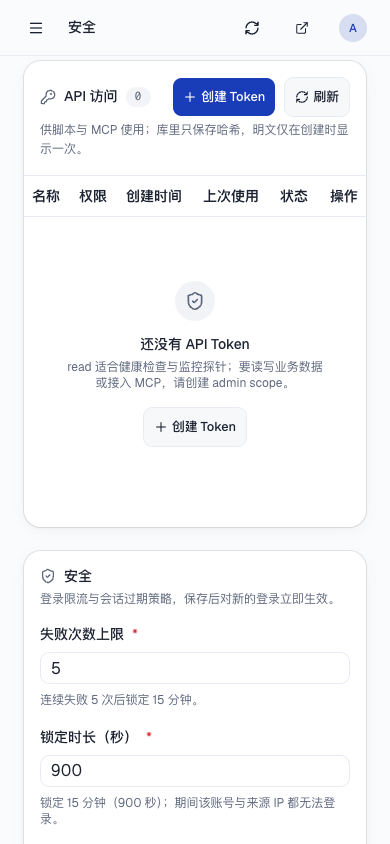 安全
A
API 访问 0
创建 Token
刷新
供脚本与 MCP 使用；库里只保存哈希，明文仅在创建时显
示一次。
名称 权限 创建时间 上次使用 状态 操作
还没有 API Token
read 适合健康检查与监控探针；要读写业务数据
或接入 MCP，请创建 admin scope。
创建 Token
安全
登录限流与会话过期策略，保存后对新的登录立即生效。
失败次数上限 *
5
连续失败 5 次后锁定 15 分钟。
锁定时长（秒） *
900
锁定 15 分钟（900 秒）；期间该账号与来源 IP 都无法登
录。